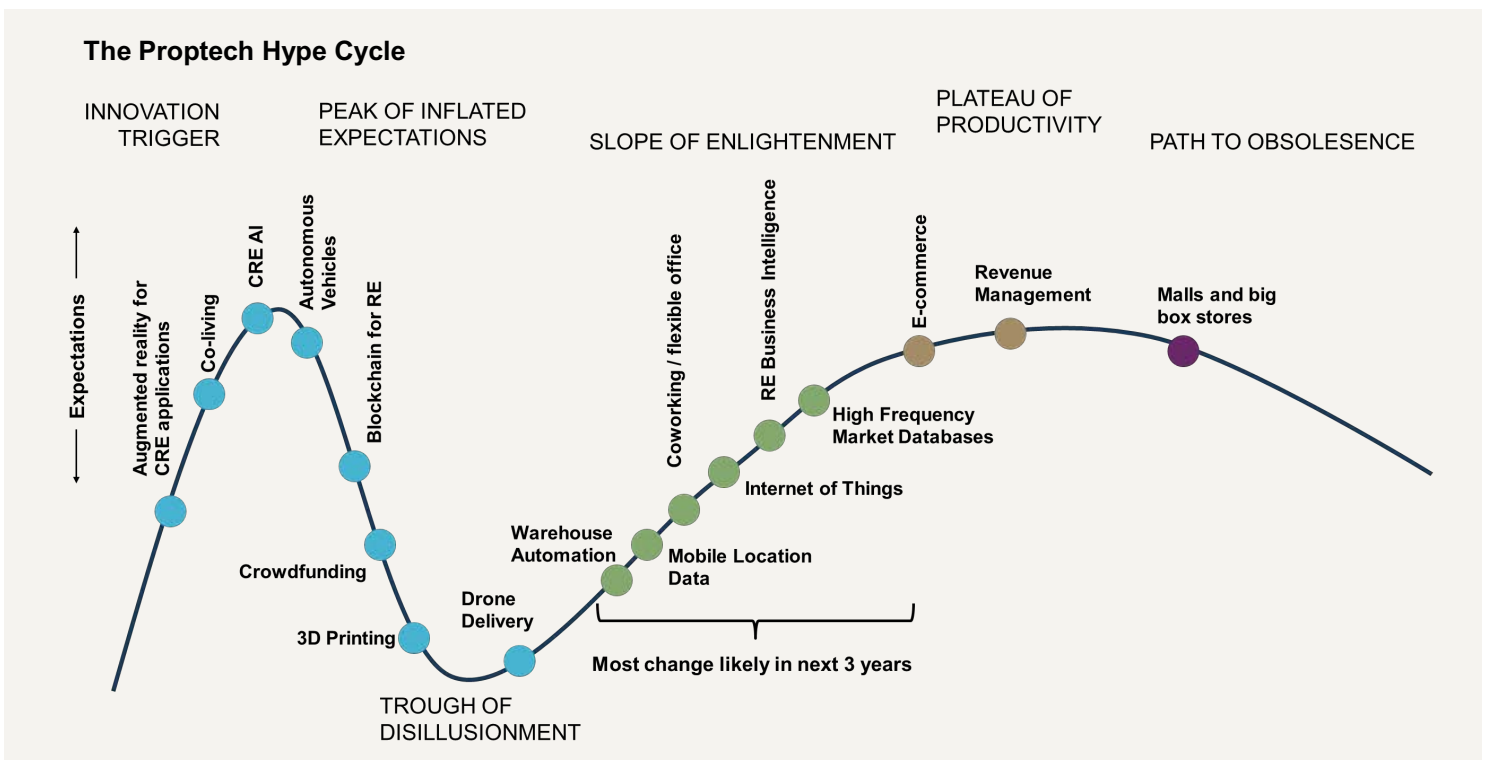 The Proptech Hype Cycle
INNOVATION
TRIGGER
PEAK OF INFLATED
EXPECTATIONS
SLOPE OF ENLIGHTENMENT
PLATEAU OF
PRODUCTIVITY
PATH TO OBSOLESENCE
Expectations
Augmented reality for
CRE applications
Co-living
CRE AI
Autonomous
Vehicles
Blockchain for RE
Crowdfunding
3D Printing
Drone
Delivery
Warehouse
Automation
Mobile Location
Data
Coworking / flexible office
Internet of Things
RE Business Intelligence
High Frequency
Market Databases
E-commerce
Revenue
Management
Malls and big
box stores
Most change likely in next 3 years
TROUGH OF
DISILLUSIONMENT